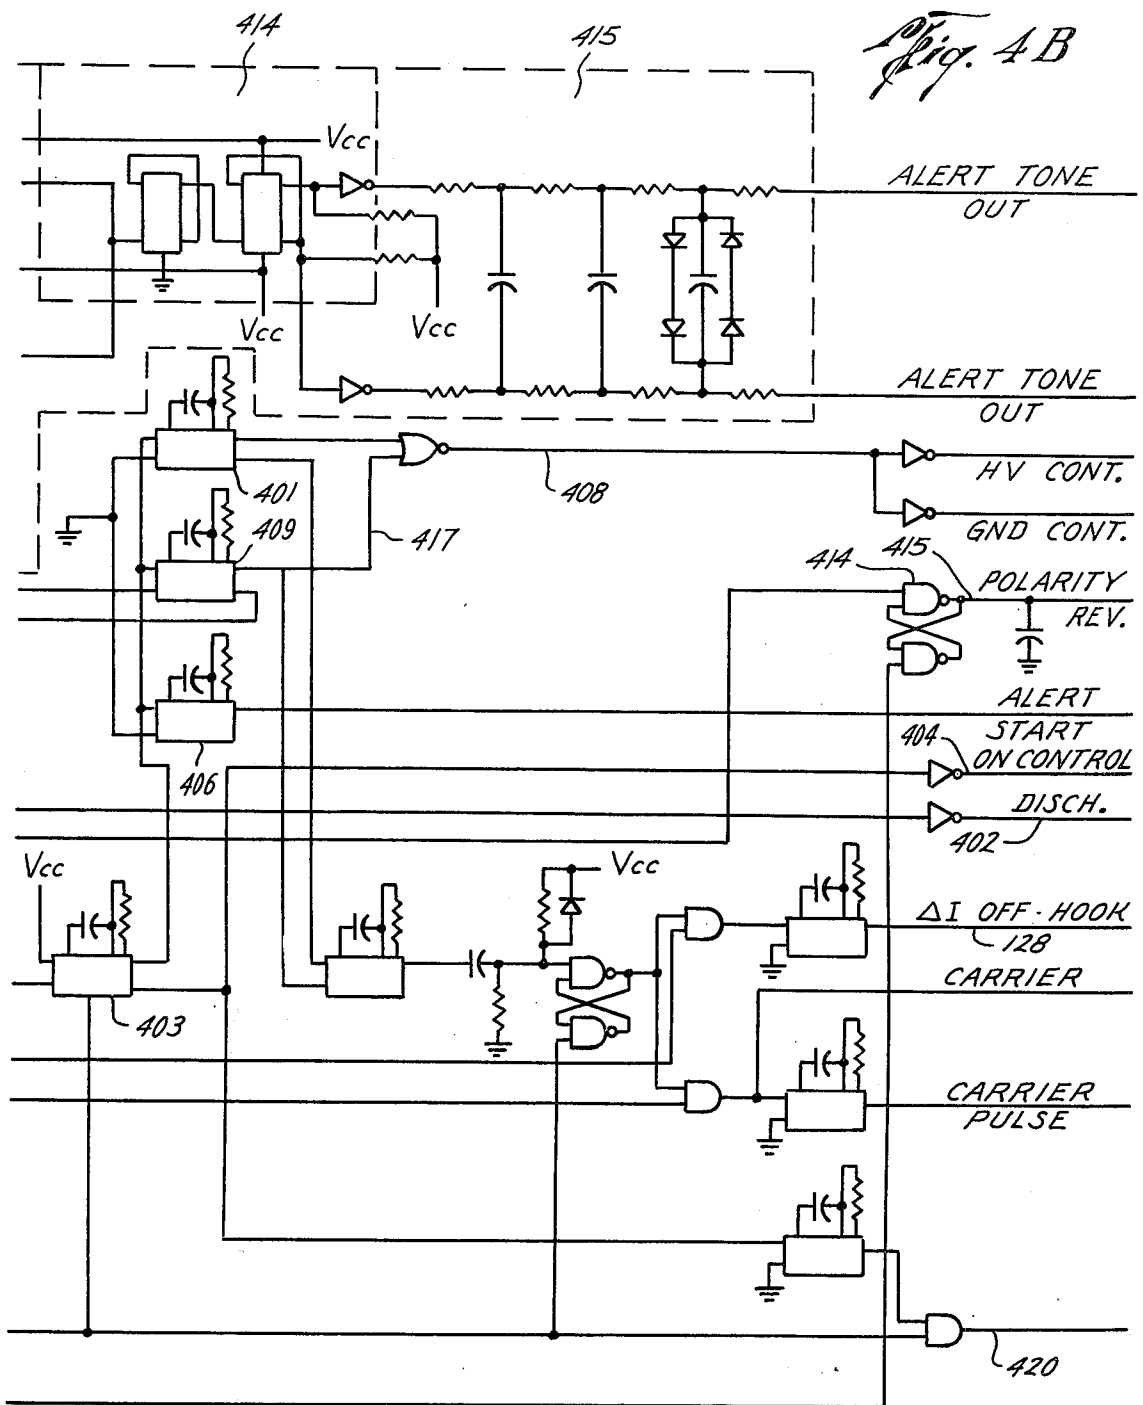 Fig. 4B
414
415
Vcc
ALERT TONE
OUT
Vcc
Vcc
ALERT TONE
OUT
401
408
HV CONT.
409
417
GND CONT.
414
415
POLARITY
REV.
ALERT
START
406
404
ON CONTROL
DISCH.
402
Vcc
Vcc
ΔI OFF-HOOK
128
CARRIER
403
CARRIER
PULSE
420